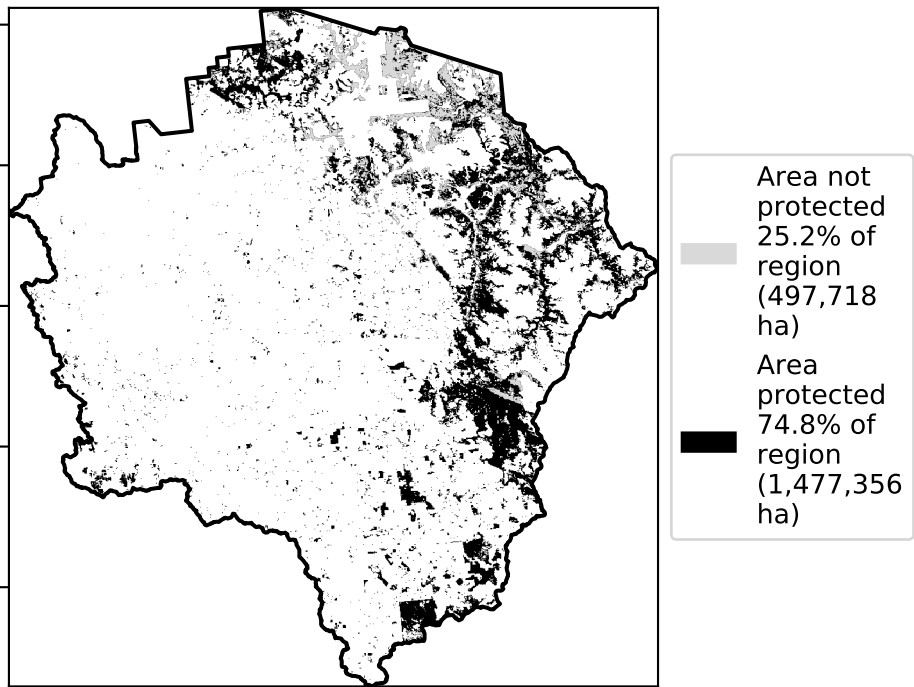 Area not
protected
25.2% of
region
(497,718
ha)
Area
protected
74.8% of
region
(1,477,356
ha)